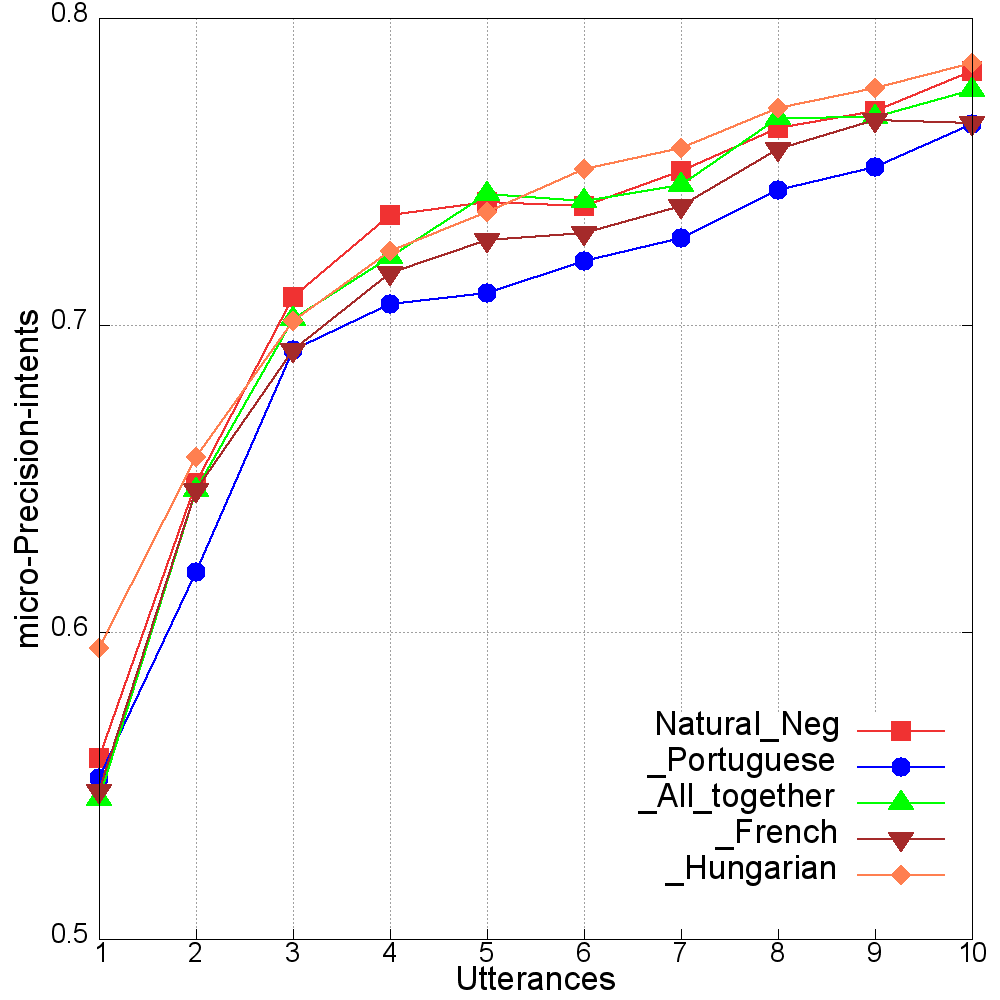 0.8
0.7
0.6
0.5
micro-Precision-intents
Natural_Neg
_Portuguese
_All_together
_French
_Hungarian
1 2 3 4 5 6 7 8 9 10
Utterances